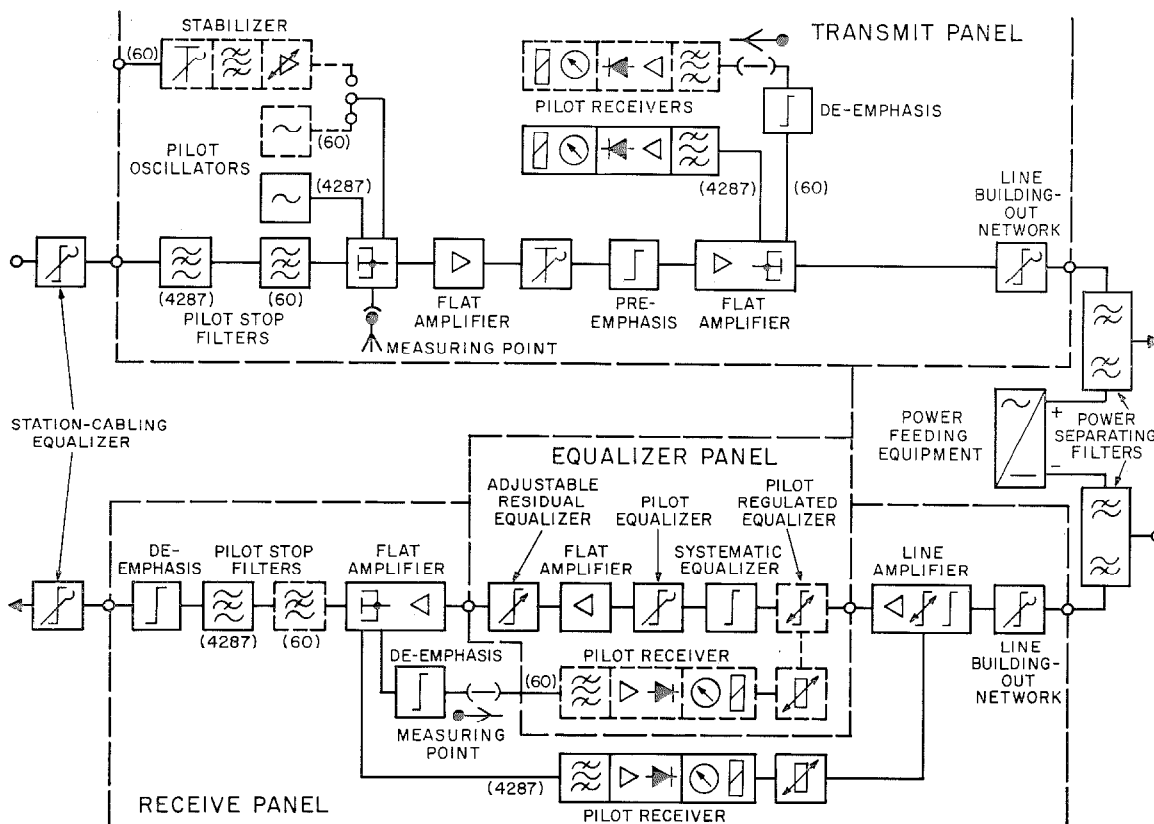 STABILIZER
(60)
TRANSMIT PANEL
PILOT RECEIVERS
DE-EMPHASIS
(60)
PILOT
OSCILLATORS
(4287)
(4287)
(60)
LINE
BUILDING-
OUT
NETWORK
(4287)
(60)
PILOT STOP
FILTERS
FLAT
AMPLIFIER
PRE-
EMPHASIS
FLAT
AMPLIFIER
MEASURING POINT
STATION-CABLING
EQUALIZER
POWER
FEEDING
EQUIPMENT
+
-
POWER
SEPARATING
FILTERS
EQUALIZER PANEL
ADJUSTABLE
RESIDUAL
EQUALIZER
PILOT
EQUALIZER
PILOT
REGULATED
EQUALIZER
DE-
EMPHASIS
PILOT STOP
FILTERS
FLAT
AMPLIFIER
FLAT
AMPLIFIER
SYSTEMATIC
EQUALIZER
LINE
AMPLIFIER
(4287)
(60)
DE-EMPHASIS
(60)
PILOT RECEIVER
LINE
BUILDING-
OUT
NETWORK
MEASURING
POINT
(4287)
PILOT RECEIVER
RECEIVE PANEL